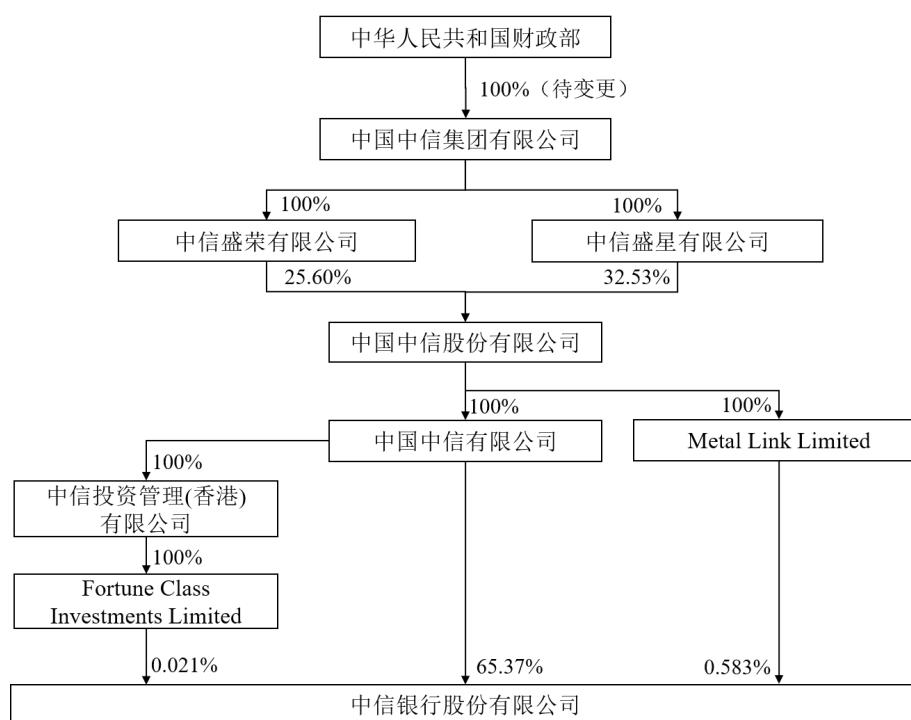 中华人民共和国财政部
100%（待变更）
中国中信集团有限公司
100%
100%
中信盛荣有限公司
中信盛星有限公司
25.60%
32.53%
中国中信股份有限公司
100%
100%
中国中信有限公司
Metal Link Limited
100%
中信投资管理(香港)
有限公司
100%
Fortune Class
Investments Limited
0.021%
65.37%
0.583%
中信银行股份有限公司